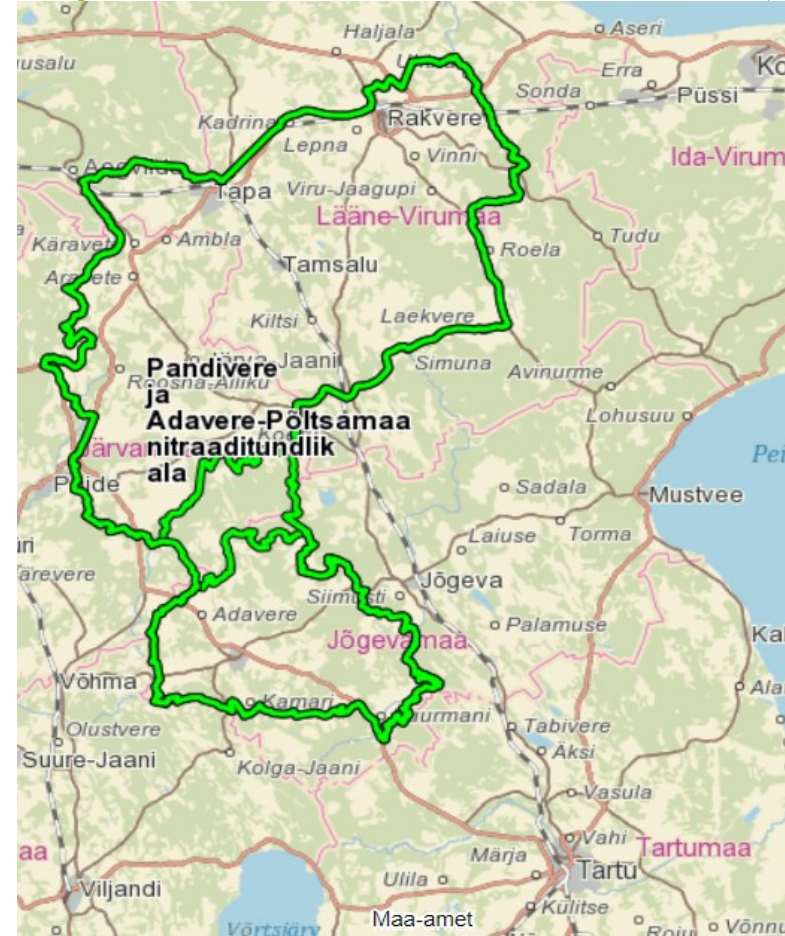 Aseri
Haljala
Erra
Sonda
Püssi
Kadrina
Rakvere
Lepna
Vinni
Ida-Virum
Tapa
Viru-Jaagupi
Lääne-Virumaa
Käravete
Ambla
Roela
Tudu
Tamsalu
Kiltsi
Laekvere
Simuna
Avinurme
Pandivere
ja
Adavere-Põltsamaa
nitraaditundlik
ala
Lohusuu
Pei
Sadala
Mustvee
Laiuse
Torma
Jõgeva
Siimusti
Adavere
Palamuse
Jõgevamaa
Võhma
Kamari
Tabivere
Olustvere
Suure-Jaani
Kolga-Jaani
Äksi
Vasula
Vahi
Tartumaa
Märja
Tartu
Ulila
Viljandi
Külitse
Maa-amet
Võrtsjärv